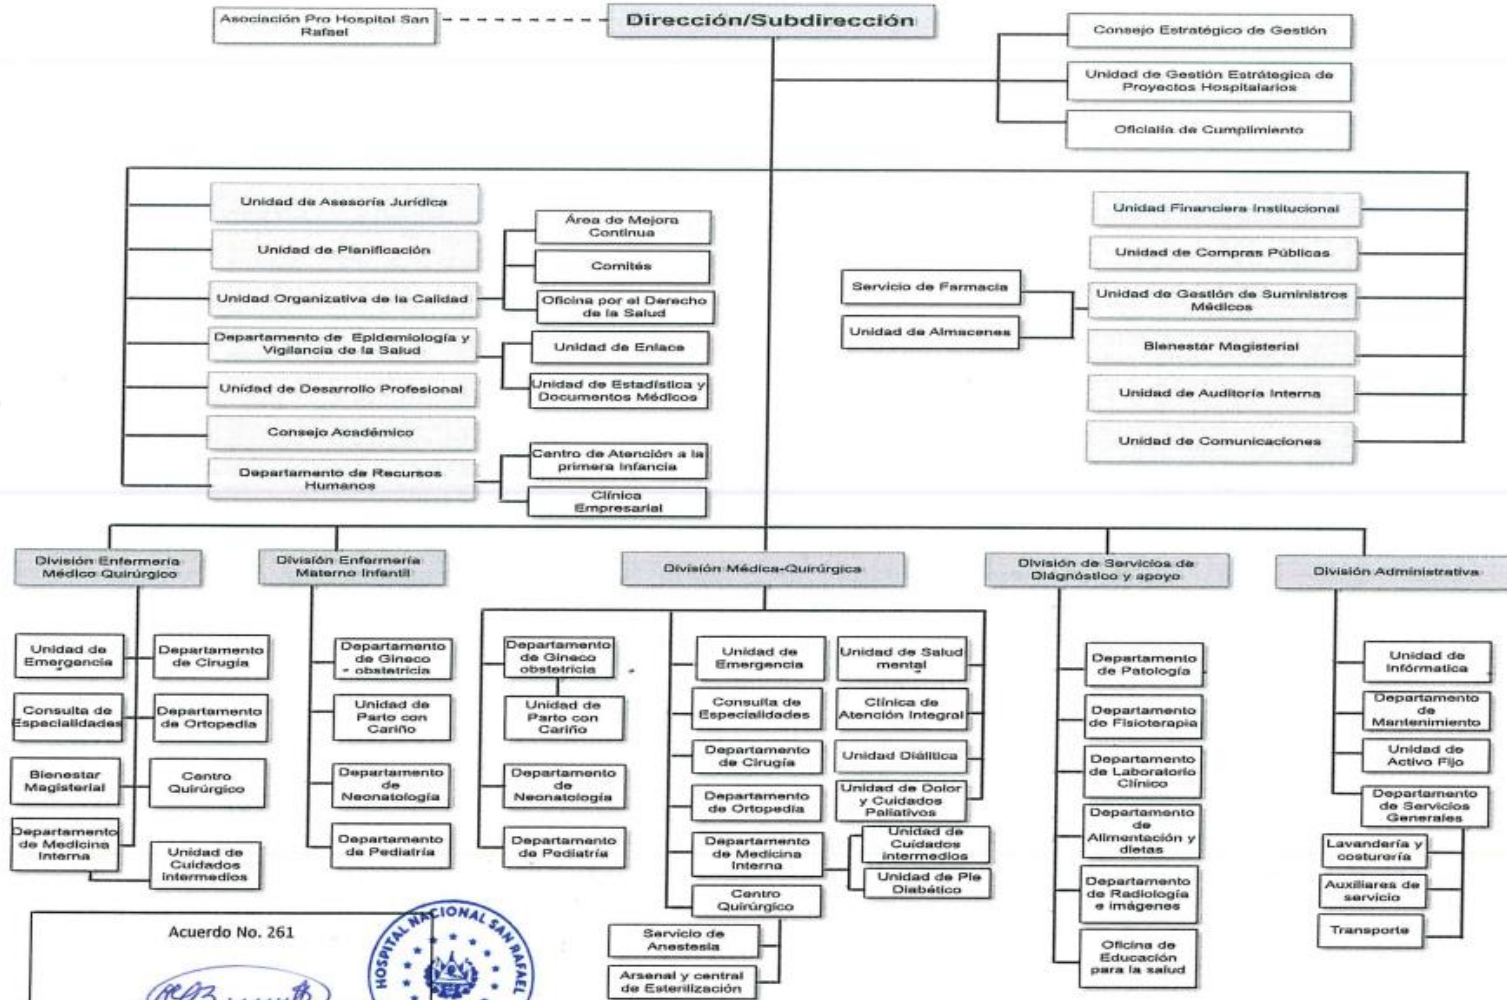 Asociación Pro Hospital San
Rafael
Dirección/Subdirección
Consejo Estratégico de Gestión
Unidad de Gestión Estrátegica de
Proyectos Hospitalarios
Oficialía de Cumplimiento
Unidad de Asesoría Jurídica
Unidad de Planificación
Unidad Organizativa de la Calidad
Departamento de Epidemiología y
Vigilancia de la Salud
Unidad de Desarrollo Profesional
Consejo Académico
Departamento de Recursos
Humanos
Área de Mejora
Continua
Comités
Oficina por el Derecho
de la Salud
Unidad de Enlace
Unidad de Estadística y
Documentos Médicos
Centro de Atención a la
primera Infancia
Clínica
Empresarial
Servicio de Farmacia
Unidad de Almacenes
Unidad Financiera Institucional
Unidad de Compras Públicas
Unidad de Gestión de Suministros
Médicos
Bienestar Magisterial
Unidad de Auditoría Interna
Unidad de Comunicaciones
División Enfermería
Médico Quirúrgico
Unidad de
Emergencia
Departamento
de Cirugía
Consulta de
Especialidades
Departamento
de Ortopedia
Bienestar
Magisterial
Centro
Quirúrgico
Departamento
de Medicina
Interna
Unidad de
Cuidados
intermedios
División Enfermería
Materno Infantil
Departamento
de Gineco
obstetricia
Unidad de
Parto con
Cariño
Departamento
de
Neonatología
Departamento
de Pediatría
División Médica-Quirúrgica
Departamento
de Gineco
obstetricia
Unidad de
Parto con
Cariño
Departamento
de
Neonatología
Departamento
de Pediatría
Unidad de
Emergencia
Consulta de
Especialidades
Departamento
de Cirugía
Departamento
de Ortopedia
Departamento
de Medicina
Interna
Centro
Quirúrgico
Servicio de
Anestesia
Arsenal y central
de Esterilización
Unidad de Salud
mental
Clínica de
Atención Integral
Unidad Diálitica
Unidad de Dolor
y Cuidados
Paliativos
Unidad de
Cuidados
intermedios
Unidad de Pie
Diabético
División de Servicios de
Diágnóstico y apoyo
Departamento
de Patología
Departamento
de Fisioterapia
Departamento
de Laboratorio
Clínico
Departamento
de
Alimentación y
dietas
Departamento
de Radiología
e imágenes
Oficina de
Educación
para la salud
División Administrativa
Unidad de
Infórmatica
Departamento
de
Mantenimiento
Unidad de
Activo Fijo
Departamento
de Servicios
Generales
Lavandería y
costurería
Auxiliares de
servicio
Transporte
Acuerdo No. 261
HOSPITAL NACIONAL SAN RAFAEL